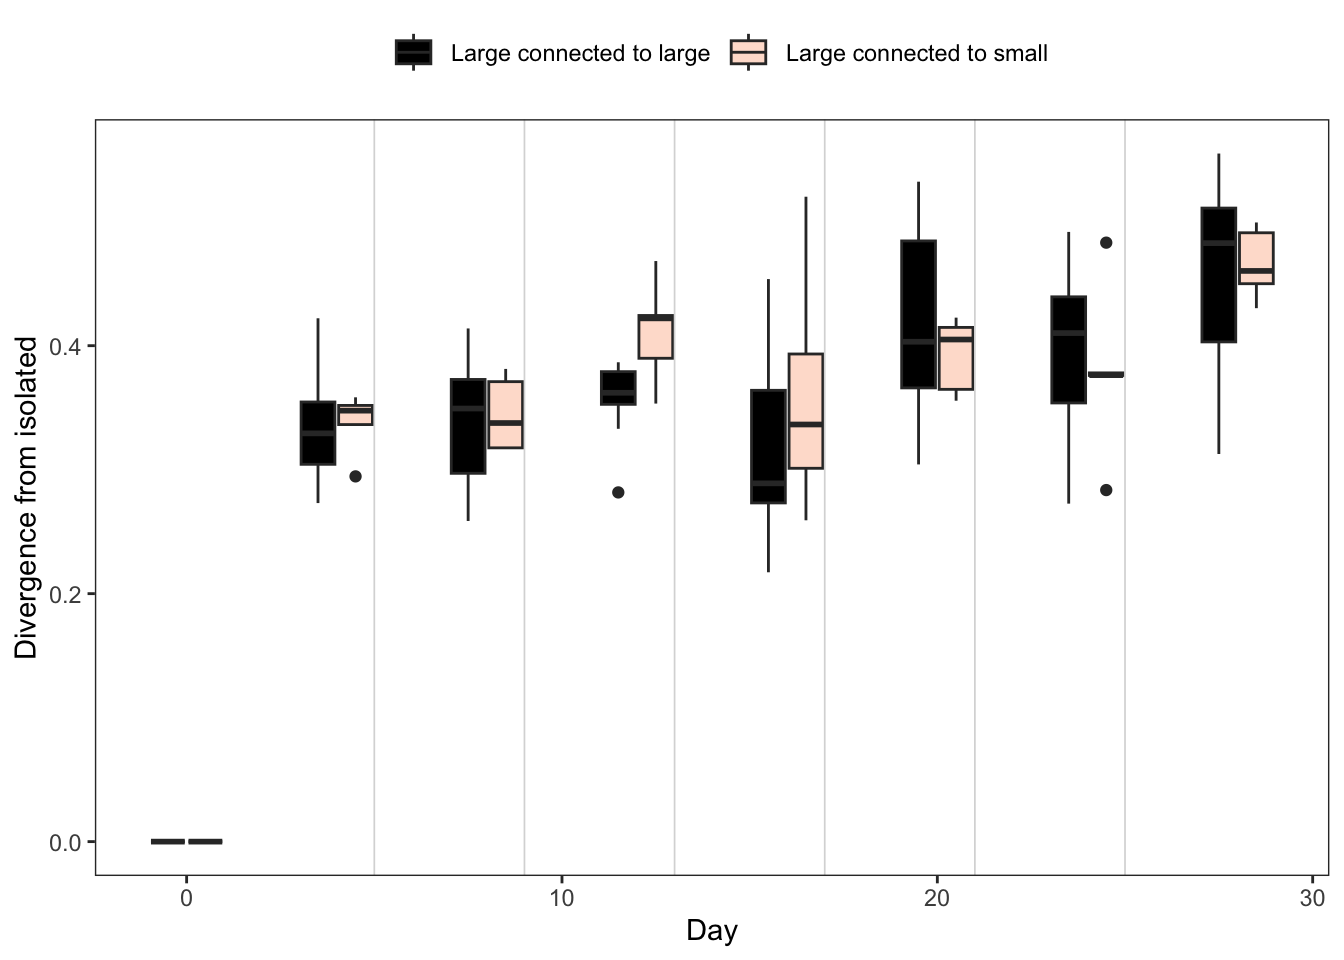 Large connected to large Large connected to small
Divergence from isolated
0.4
0.2
0.0
0 10 20 30
Day